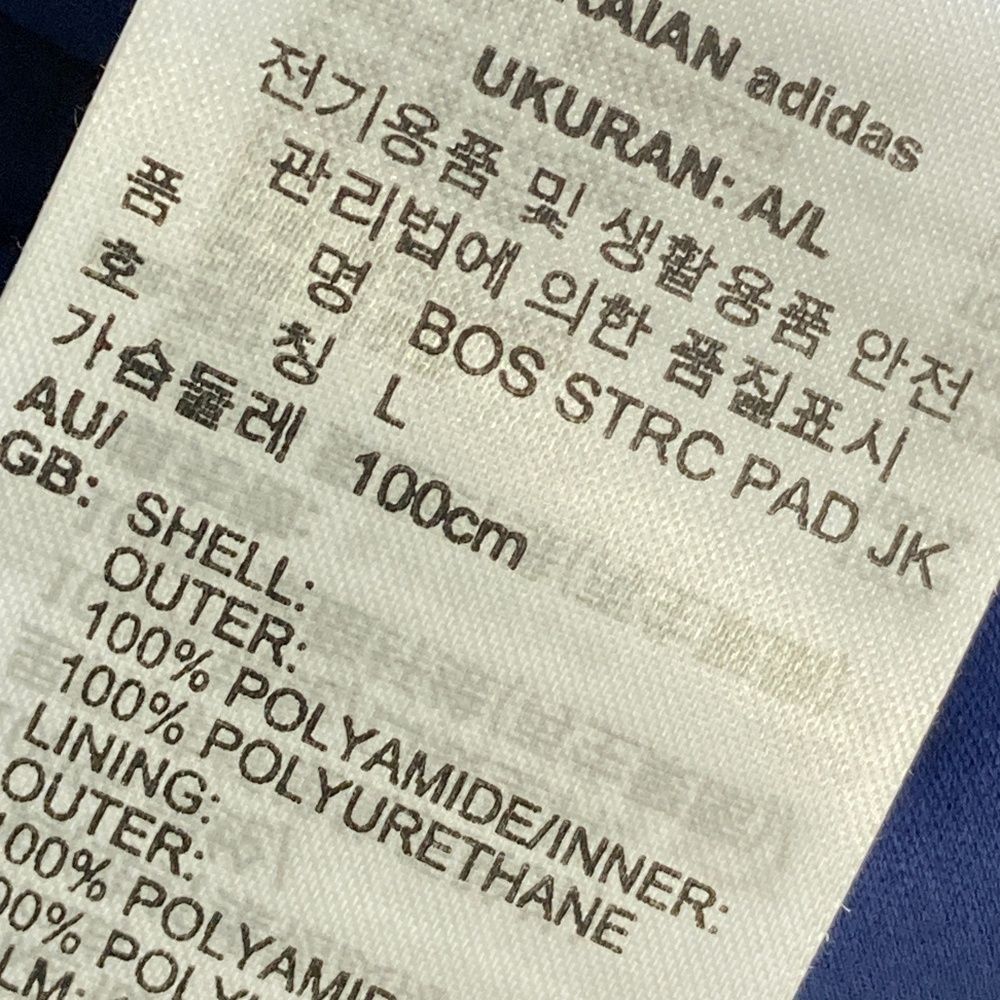 adidas
UKURAN: A/L
전기용품 및 생활용품 안전
관리법에 의한 품질표시
품 명 BOS STRC PAD JK
호 칭 L
가슴둘레 100cm
AU/
GB: SHELL:
OUTER:
100% POLYAMIDE/INNER:
100% POLYURETHANE
LINING:
OUTER: